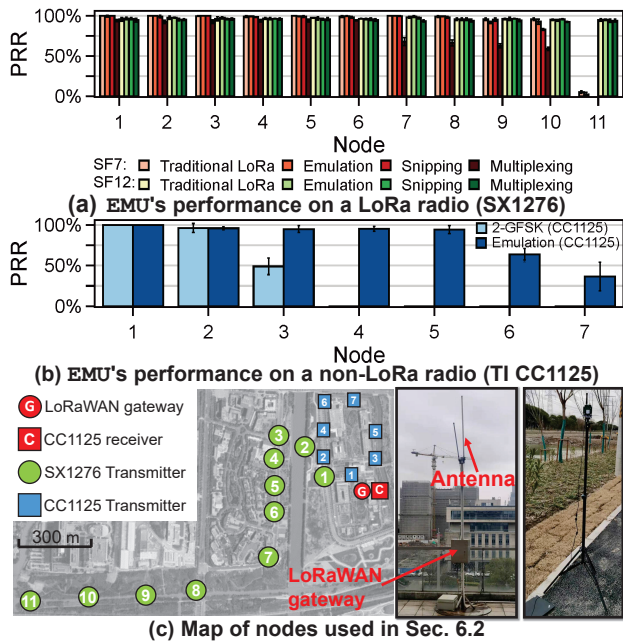 PRR
100%
50%
0%
1 2 3 4 5 6 7 8 9 10 11
Node
SF7: Traditional LoRa Emulation Snipping Multiplexing
SF12: Traditional LoRa Emulation Snipping Multiplexing
(a) EMU's performance on a LoRa radio (SX1276)
PRR
100%
50%
0%
2-GFSK (CC1125)
Emulation (CC1125)
1 2 3 4 5 6 7
Node
(b) EMU's performance on a non-LoRa radio (TI CC1125)
G LoRaWAN gateway
C CC1125 receiver
SX1276 Transmitter
CC1125 Transmitter
300 m
6 7
3 4 5
2
4 2 3
1 1
5 G C
6
7
8
9
10
11
Antenna
LoRaWAN
gateway
(c) Map of nodes used in Sec. 6.2